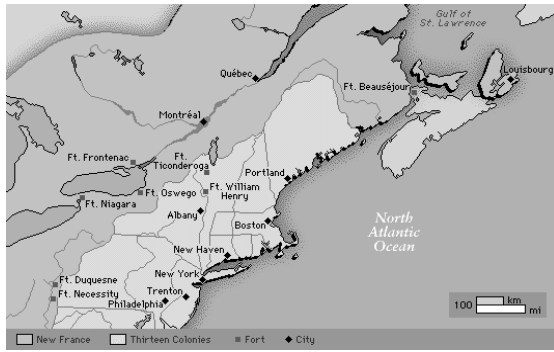 Gulf of
St. Lawrence
Québec
Louisbourg
Ft. Beauséjour
Montréal
Ft. Frontenac
Ft.
Ticonderoga
Portland
Ft. Oswego
Ft. William
Henry
Ft. Niagara
Albany
Boston
North
Atlantic
Ocean
New Haven
New York
Ft. Duquesne
Trenton
Ft. Necessity
Philadelphia
100
km
mi
New France
Thirteen Colonies
Fort
City